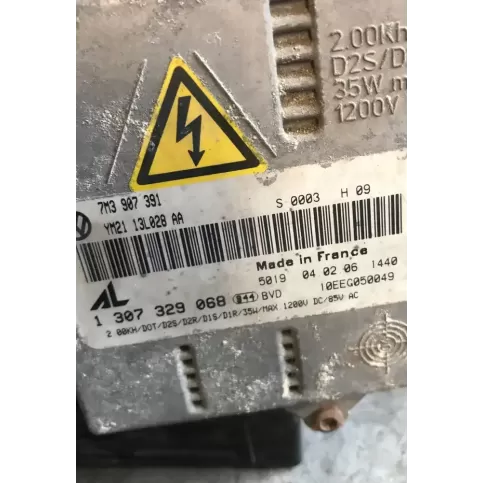 2.00Kh
D2S/D
35W m
1200V
7M3 907 391
S 0003 H 09
YM21 13L028 AA
Made in France
5019 04 02 06 1440
AL
1 307 329 068 BVD
10EEG050049
2 00KH/DOT/D2S/D2R/D1S/D1R/35W/MAX 1200V DC/85V AC